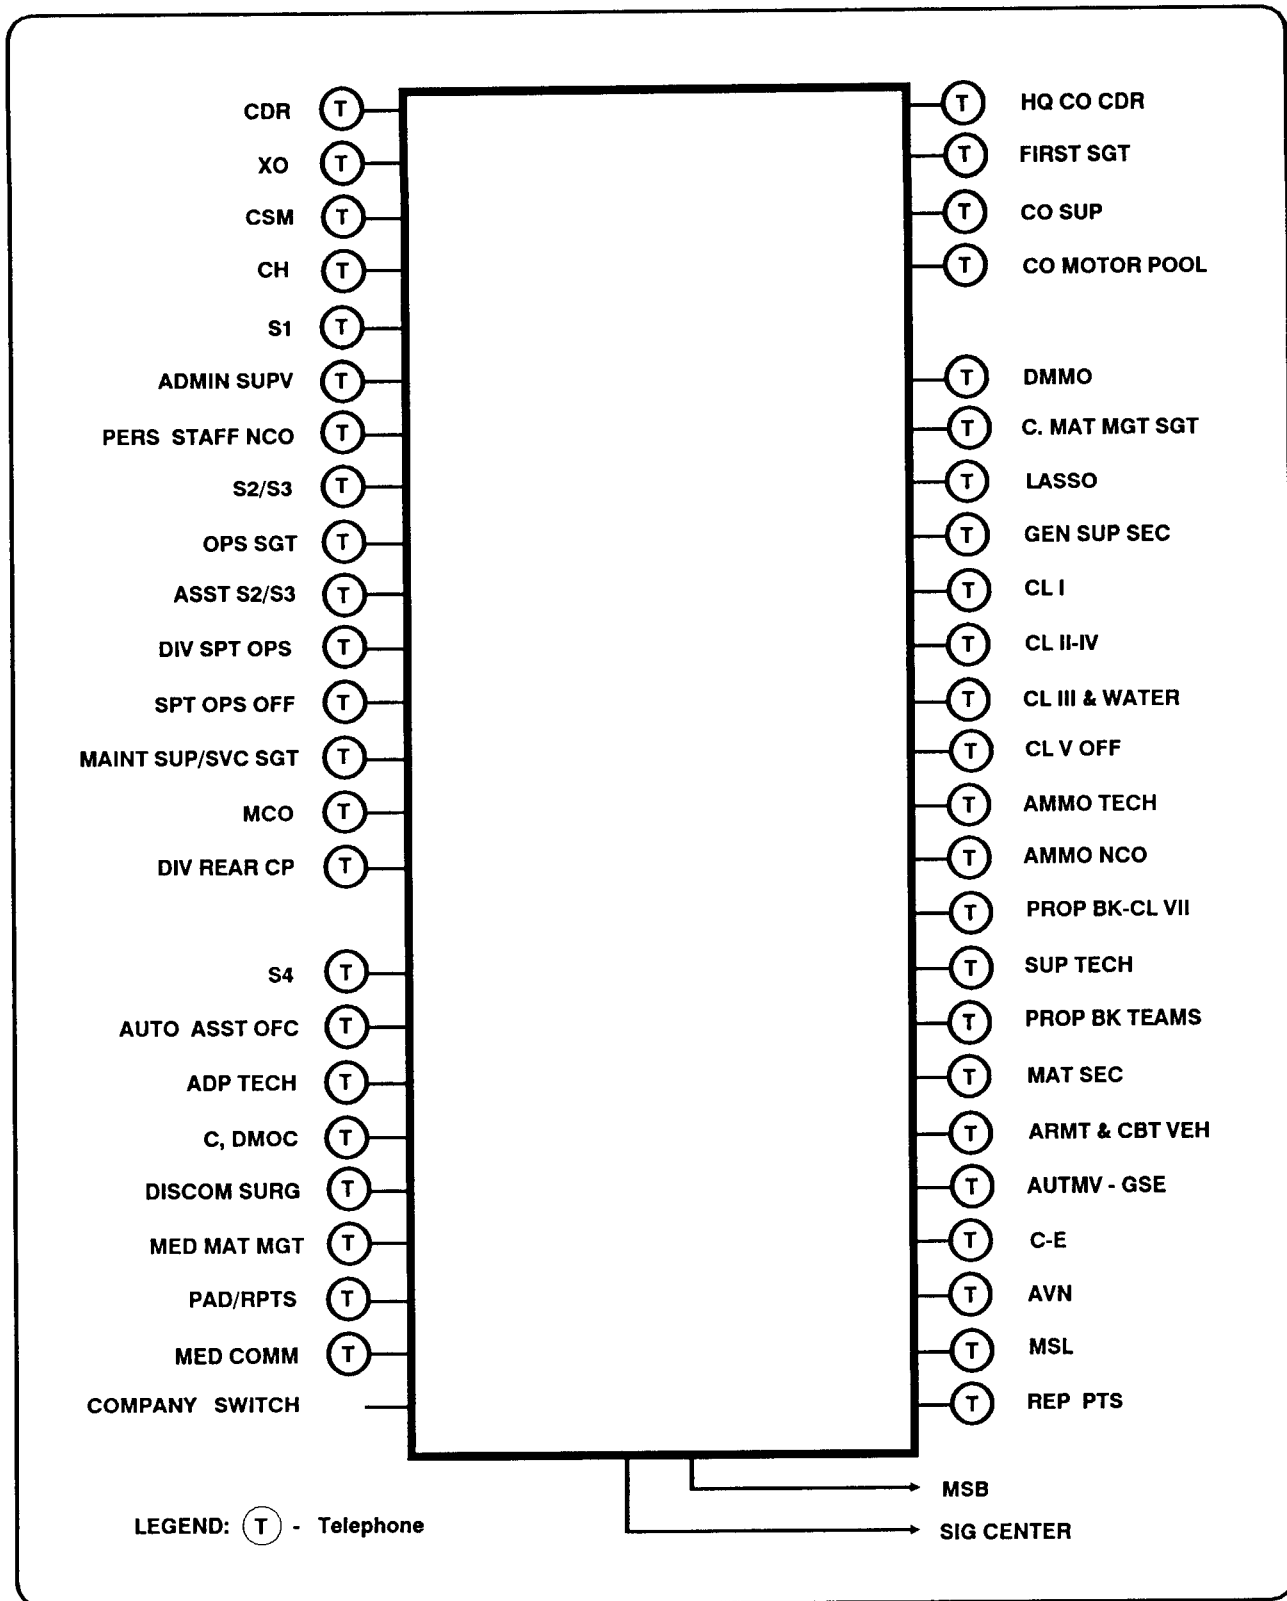 CDR T
XO T
CSM T
CH T
S1 T
ADMIN SUPV T
PERS STAFF NCO T
S2/S3 T
OPS SGT T
ASST S2/S3 T
DIV SPT OPS T
SPT OPS OFF T
MAINT SUP/SVC SGT T
MCO T
DIV REAR CP T
S4 T
AUTO ASST OFC T
ADP TECH T
C, DMOC T
DISCOM SURG T
MED MAT MGT T
PAD/RPTS T
MED COMM T
COMPANY SWITCH
T HQ CO CDR
T FIRST SGT
T CO SUP
T CO MOTOR POOL
T DMMO
T C. MAT MGT SGT
T LASSO
T GEN SUP SEC
T CL I
T CL II-IV
T CL III & WATER
T CL V OFF
T AMMO TECH
T AMMO NCO
T PROP BK-CL VII
T SUP TECH
T PROP BK TEAMS
T MAT SEC
T ARMT & CBT VEH
T AUTMV - GSE
T C-E
T AVN
T MSL
T REP PTS
MSB
SIG CENTER
LEGEND: T - Telephone